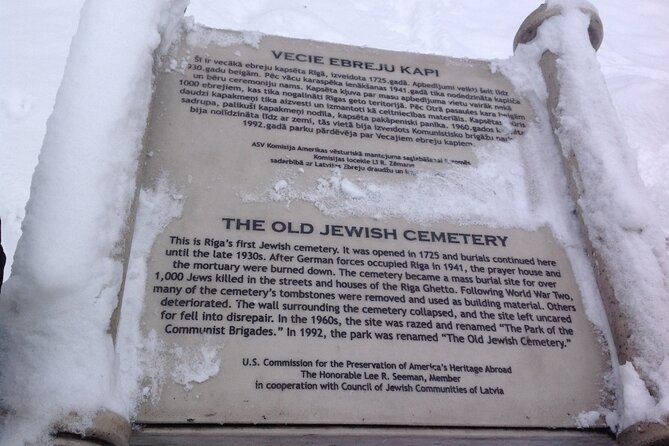 VECIE EBREJU KAPI
Šī ir vecākā ebreju kapsēta Rīgā, izveidota 1725.gadā. Apbedījumi veikti šeit līdz
1930.gadu beigām. Pēc vācu karaspēka ienākšanas 1941.gadā tika nodedzināta kapliča
un bēru ceremoniju nams. Kapsēta kļuva par masu apbedījuma vietu vairāk nekā
1000 ebrejiem, kas tika nogalināti Rīgas geto teritorijā. Pēc Otrā pasaules kara
daudzi kapakmeņi tika aizvesti un izmantoti kā celtniecības materiāls. Kapsētas
sadrupa, palikuši kapakmeņi nodila, kapsēta pakāpeniski panīka. 1960.gados
bija nolīdzināta līdz ar zemi, tās vietā bija izveidots Komunistisko brigāžu
1992.gadā parku pārdēvēja par Vecajiem ebreju kapiem.
ASV Komisija Amerikas vēsturiskā mantojuma saglabāšanai
Komisijas loceklis
sadarbībā ar Latvijas Ebreju draudžu un
THE OLD JEWISH CEMETERY
This is Riga's first Jewish cemetery. It was opened in 1725 and burials continued here
until the late 1930s. After German forces occupied Riga in 1941, the prayer house and
the mortuary were burned down. The cemetery became a mass burial site for over
1,000 Jews killed in the streets and houses of the Riga Ghetto. Following World War Two,
many of the cemetery's tombstones were removed and used as building material. Others
deteriorated. The wall surrounding the cemetery collapsed, and the site left uncared
for fell into disrepair. In the 1960s, the site was razed and renamed "The Park of the
Communist Brigades." In 1992, the park was renamed "The Old Jewish Cemetery."
U.S. Commission for the Preservation of America's Heritage Abroad
The Honorable Lee R. Seeman, Member
in cooperation with Council of Jewish Communities of Latvia